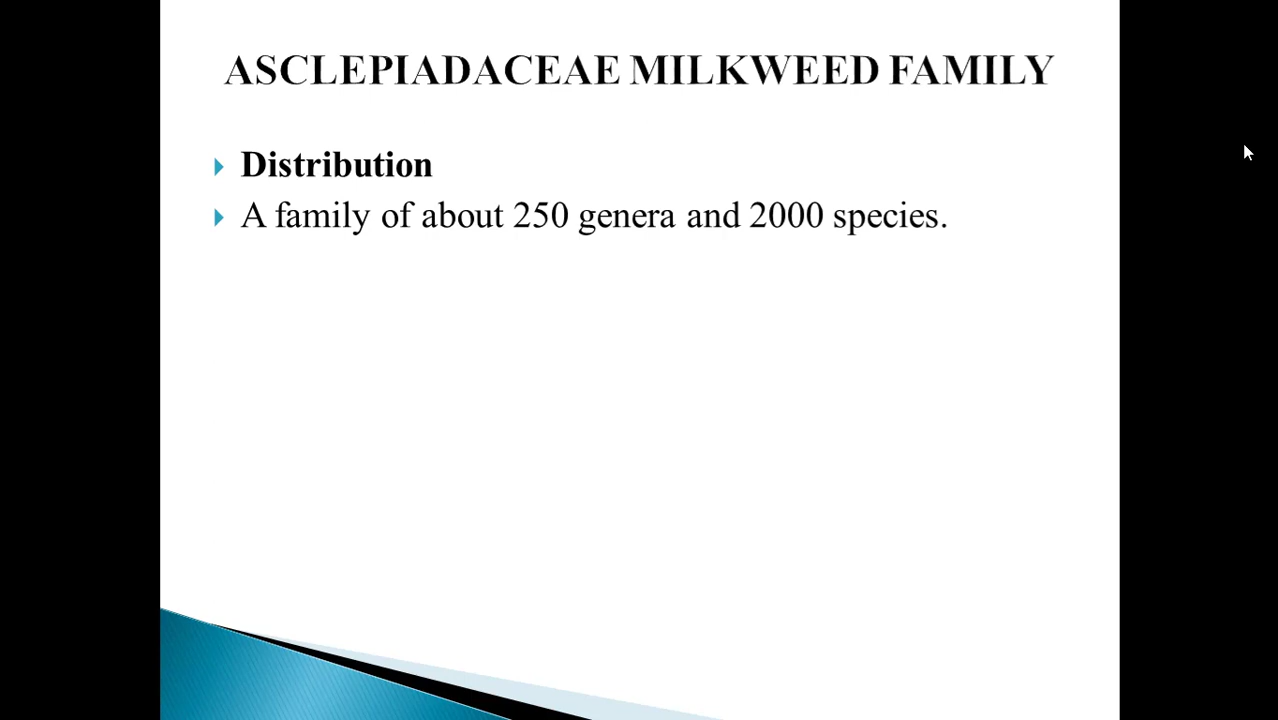 ASCLEPIADACEAE MILKWEED FAMILY
Distribution
A family of about 250 genera and 2000 species.